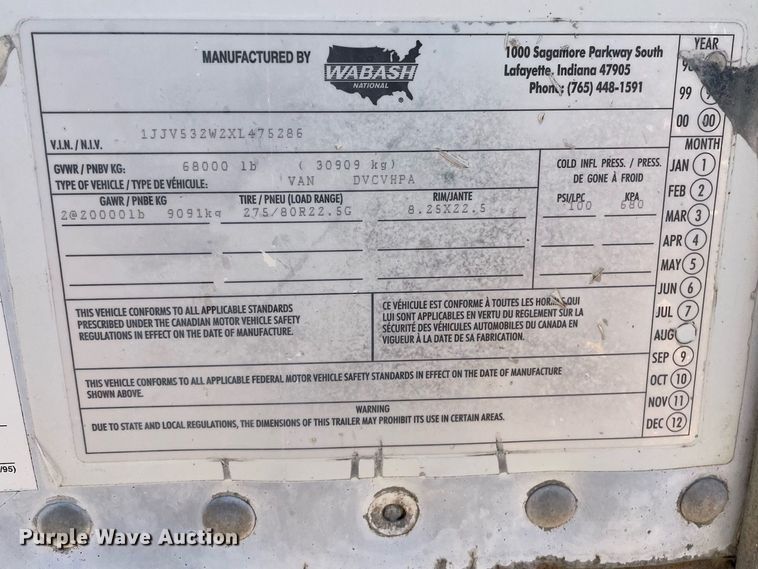 MANUFACTURED BY
WABASH
NATIONAL
1000 Sagamore Parkway South
Lafayette, Indiana 47905
Phone: (765) 448-1591
YEAR
99
00 00
MONTH
JAN 1
FEB 2
MAR 3
APR 4
MAY 5
JUN 6
JUL 7
AUG
SEP 9
OCT 10
NOV 11
DEC 12
V.I.N. / N.I.V. 1JJV532W2XL475286
GVWR / PNBV KG: 68000 lb ( 30909 kg)
TYPE OF VEHICLE / TYPE DE VÉHICULE: VAN DVCVHPA
COLD INFL PRESS. / PRESS.
DE GONE À FROID
GAWR / PNBE KG TIRE / PNEU (LOAD RANGE) RIM/JANTE PSI/LPC KPA
2@20000lb 9091kg 275/80R22.5G 8.25X22.5 100 680
THIS VEHICLE CONFORMS TO ALL APPLICABLE STANDARDS
PRESCRIBED UNDER THE CANADIAN MOTOR VEHICLE SAFETY
REGULATIONS IN EFFECT ON THE DATE OF MANUFACTURE.
CE VÉHICULE EST CONFORME À TOUTES LES NORMES QUI
LUI SONT APPLICABLES EN VERTU DU REGLEMENT SUR LA
SÉCURITÉ DES VÉHICULES AUTOMOBILES DU CANADA EN
VIGUEUR À LA DATE DE SA FABRICATION.
THIS VEHICLE CONFORMS TO ALL APPLICABLE FEDERAL MOTOR VEHICLE SAFETY STANDARDS IN EFFECT ON THE DATE OF MANUFACTURE
SHOWN ABOVE.
WARNING
DUE TO STATE AND LOCAL REGULATIONS, THE DIMENSIONS OF THIS TRAILER MAY PROHIBIT ITS USE IN CERTAIN AREAS.
/95)
Purple Wave Auction